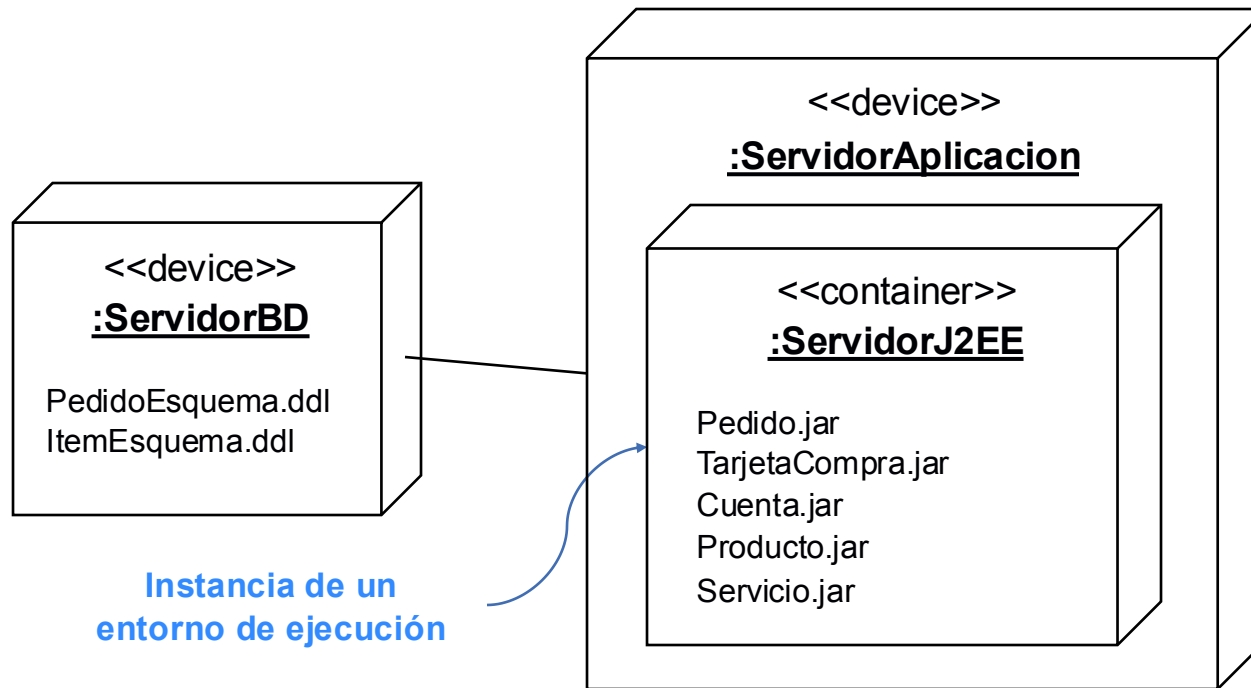 <<device>>
:ServidorBD
PedidoEsquema.ddl
ItemEsquema.ddl
<<device>>
:ServidorAplicacion
<<container>>
:ServidorJ2EE
Pedido.jar
TarjetaCompra.jar
Cuenta.jar
Producto.jar
Servicio.jar
Instancia de un
entorno de ejecución